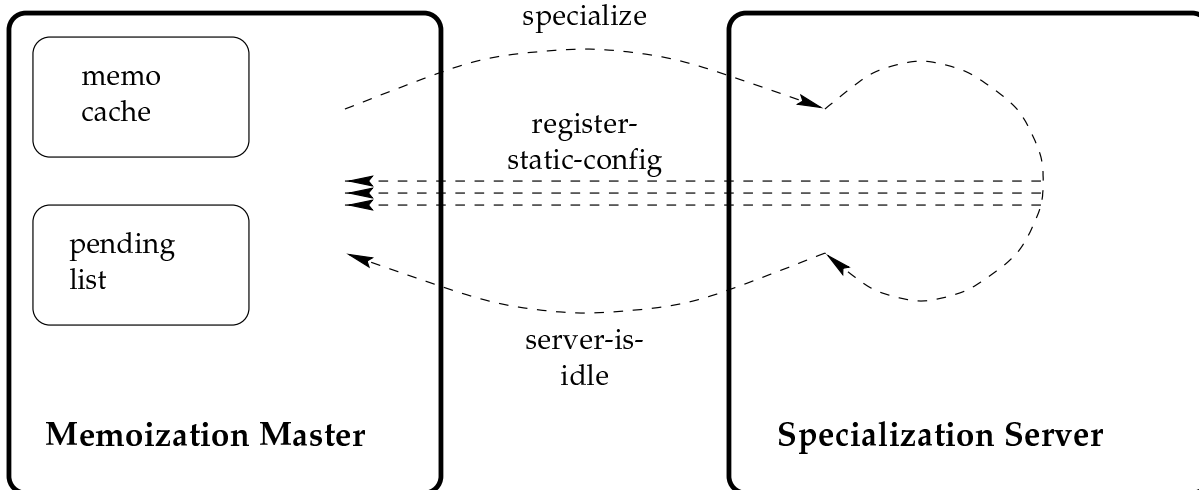 specialize
memo
cache
register-
static-config
pending
list
server-is-
idle
Memoization Master
Specialization Server